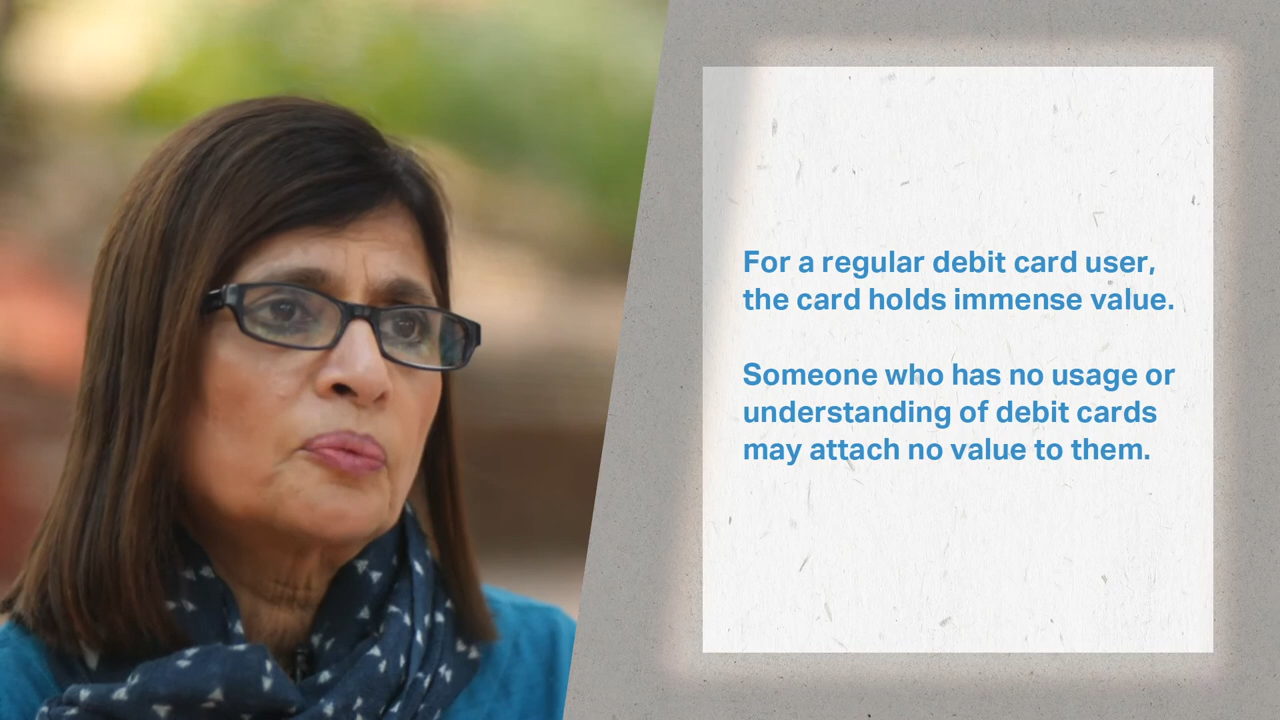 For a regular debit card user,
the card holds immense value.
Someone who has no usage or
understanding of debit cards
may attach no value to them.